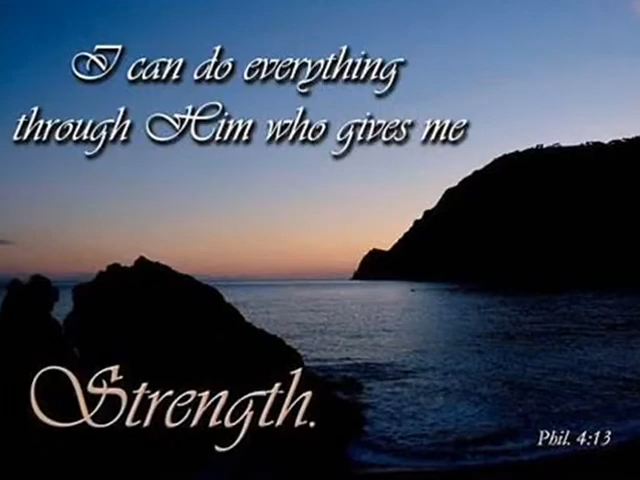 I can do everything
through Him who gives me
Strength.
Phil. 4:13